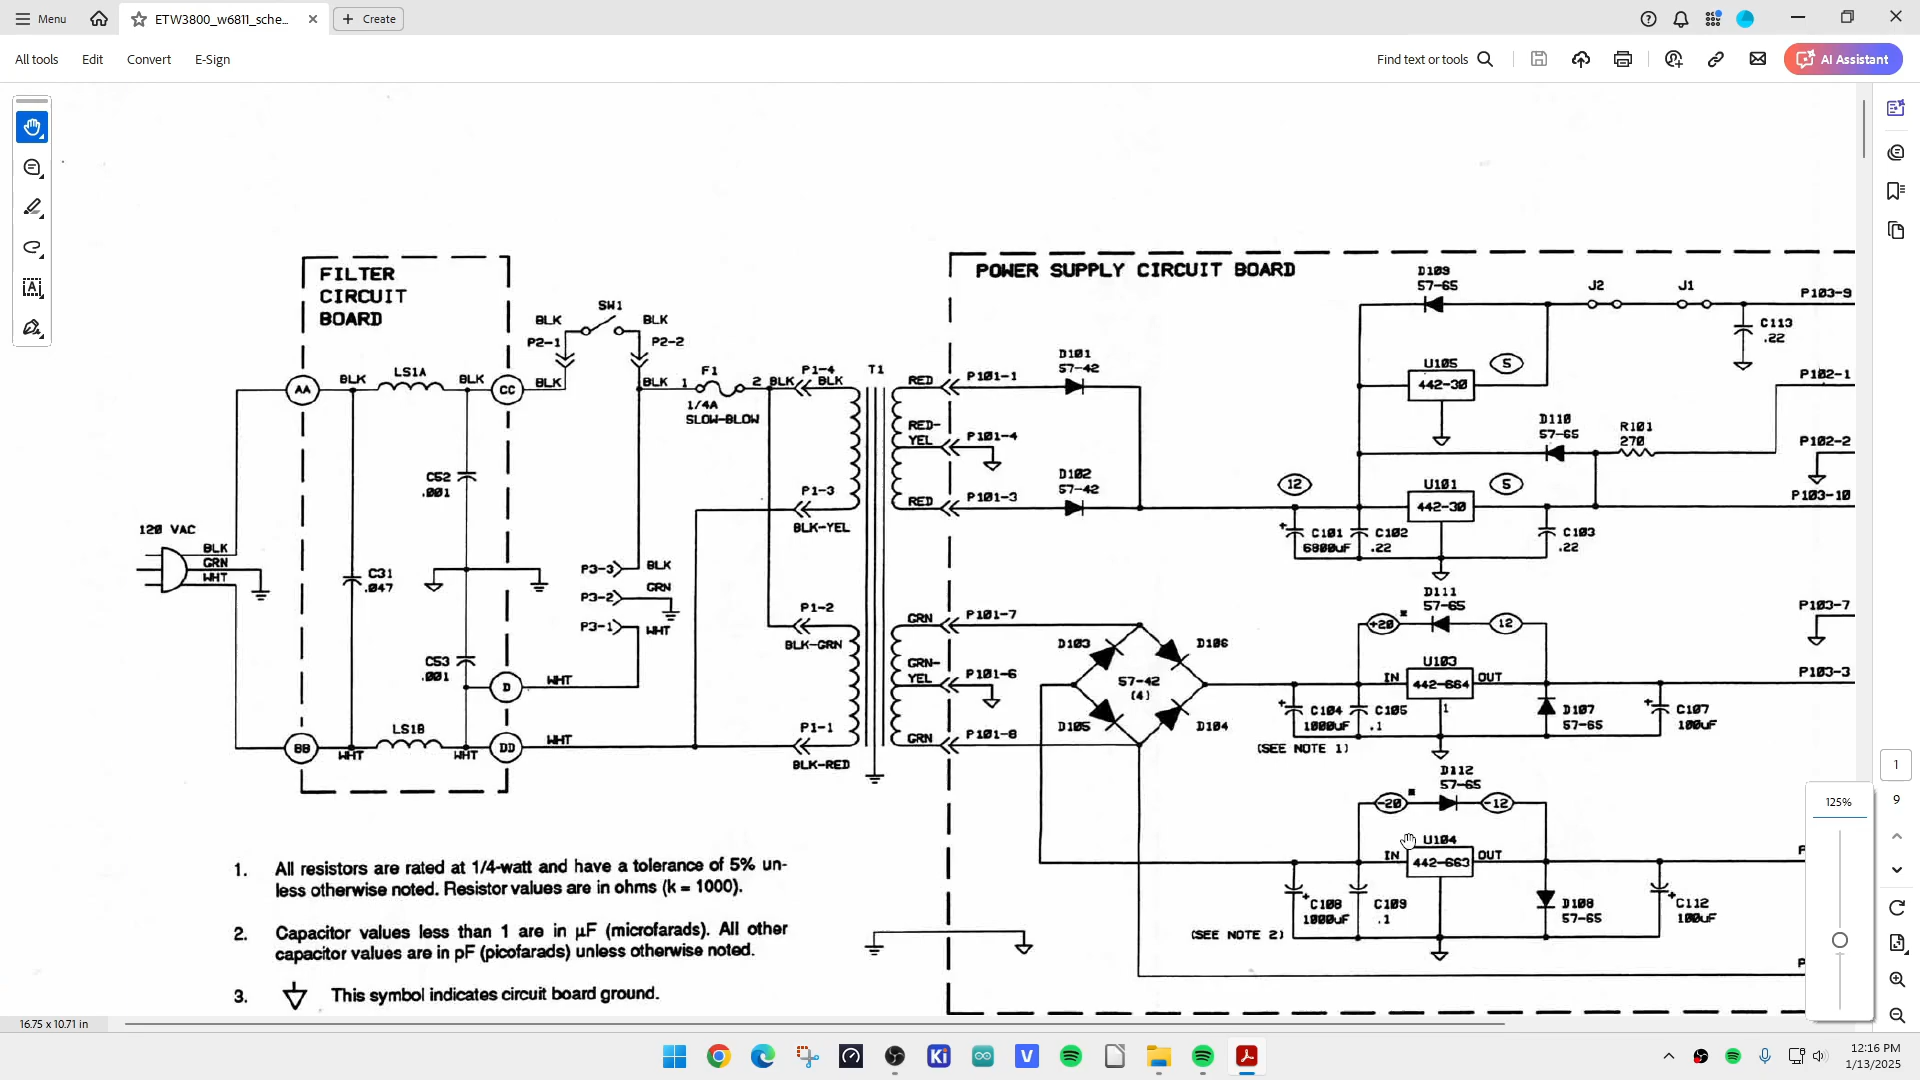 Menu
ETW3800_w6811_sche...
Create
All tools
Edit
Convert
E-Sign
Find text or tools
AI Assistant
FILTER
CIRCUIT
BOARD
POWER SUPPLY CIRCUIT BOARD
SW1
BLK
BLK
P2-1
P2-2
AA
BLK
LS1A
BLK
CC
BLK
BLK
1
F1
2
BLK
1/4A
SLOW-BLOW
P1-4
BLK
T1
RED
P101-1
D101
57-42
RED-
YEL
P101-4
D102
57-42
P1-3
BLK-YEL
RED
P101-3
D109
57-65
J2
J1
P103-9
C113
.22
U105
5
442-30
P102-1
D110
57-65
R101
270
P102-2
12
U101
5
442-30
P103-10
C101
6800uF
C102
.22
C103
.22
C52
.001
120 VAC
BLK
GRN
WHT
C31
.047
P3-3
BLK
P3-2
GRN
P3-1
WHT
C53
.001
D
WHT
BB
WHT
LS1B
WHT
DD
WHT
P1-2
BLK-GRN
GRN
P101-7
GRN-
YEL
P101-6
P1-1
BLK-RED
GRN
P101-8
D103
D106
57-42
(4)
D105
D104
D111
57-65
+20
12
U103
IN
442-664
OUT
1
P103-7
P103-3
C104
1000uF
C105
.1
D107
57-65
C107
100uF
(SEE NOTE 1)
D112
57-65
-20
-12
U104
IN
442-663
OUT
C108
1000uF
C109
.1
D108
57-65
C112
100uF
(SEE NOTE 2)
P
P
1. All resistors are rated at 1/4-watt and have a tolerance of 5% un-
less otherwise noted. Resistor values are in ohms (k = 1000).
2. Capacitor values less than 1 are in µF (microfarads). All other
capacitor values are in pF (picofarads) unless otherwise noted.
3. This symbol indicates circuit board ground.
1
9
125%
16.75 x 10.71 in
Ki
V
12:16 PM
1/13/2025